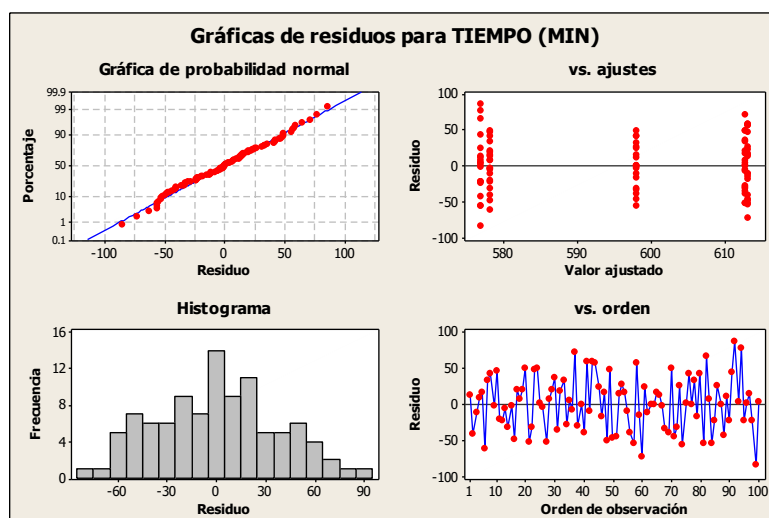 Gráficas de residuos para TIEMPO (MIN)
Gráfica de probabilidad normal
99.9
99
90
50
10
1
0.1
Porcentaje
-100 -50 0 50 100
Residuo
vs. ajustes
100
50
0
-50
-100
Residuo
580 590 600 610
Valor ajustado
Histograma
16
12
8
4
0
Frecuencia
-60 -30 0 30 60 90
Residuo
vs. orden
100
50
0
-50
-100
Residuo
1 10 20 30 40 50 60 70 80 90 100
Orden de observación